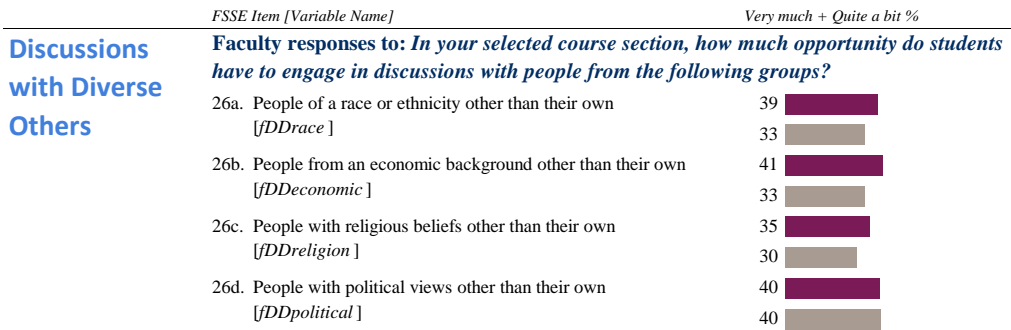 FSSE Item [Variable Name] Very much + Quite a bit %
Discussions
with Diverse
Others
Faculty responses to: In your selected course section, how much opportunity do students
have to engage in discussions with people from the following groups?
26a. People of a race or ethnicity other than their own 39
[fDDrace ] 33
26b. People from an economic background other than their own 41
[fDDeconomic ] 33
26c. People with religious beliefs other than their own 35
[fDDreligion ] 30
26d. People with political views other than their own 40
[fDDpolitical ] 40